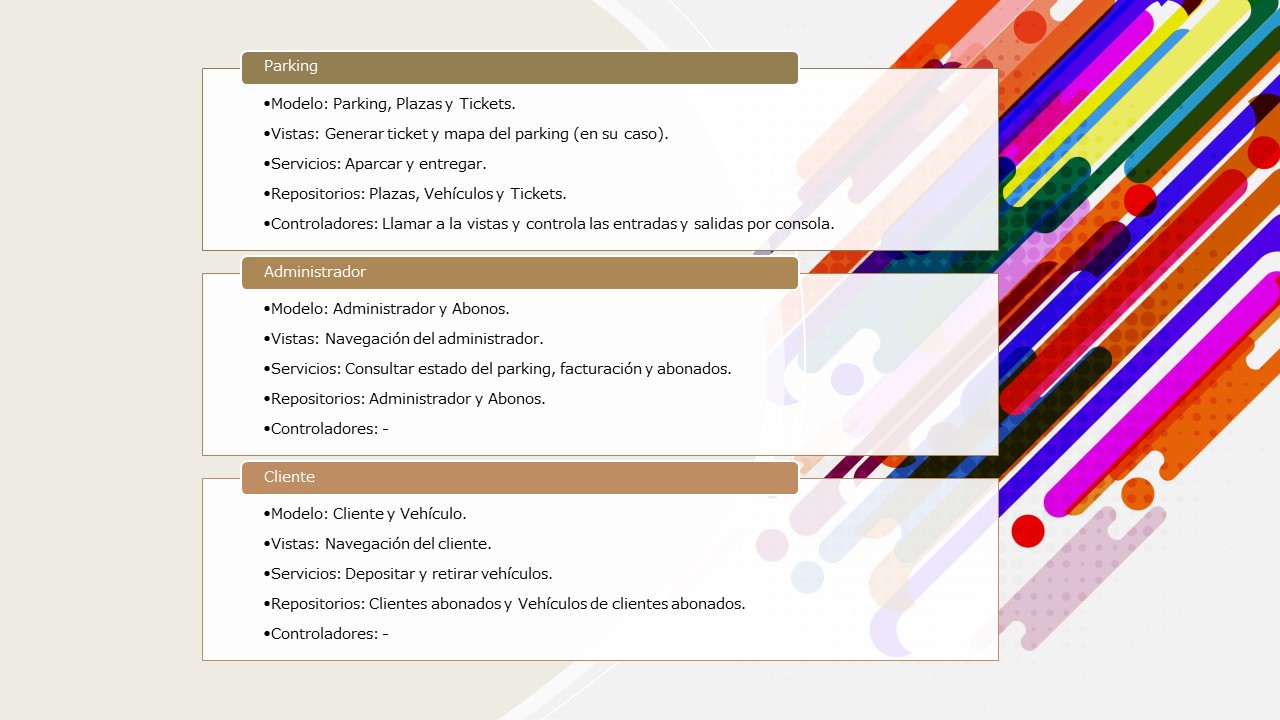 Parking
•Modelo: Parking, Plazas y Tickets.
•Vistas: Generar ticket y mapa del parking (en su caso).
•Servicios: Aparcar y entregar.
•Repositorios: Plazas, Vehículos y Tickets.
•Controladores: Llamar a la vistas y controla las entradas y salidas por consola.
Administrador
•Modelo: Administrador y Abonos.
•Vistas: Navegación del administrador.
•Servicios: Consultar estado del parking, facturación y abonados.
•Repositorios: Administrador y Abonos.
•Controladores: -
Cliente
•Modelo: Cliente y Vehículo.
•Vistas: Navegación del cliente.
•Servicios: Depositar y retirar vehículos.
•Repositorios: Clientes abonados y Vehículos de clientes abonados.
•Controladores: -